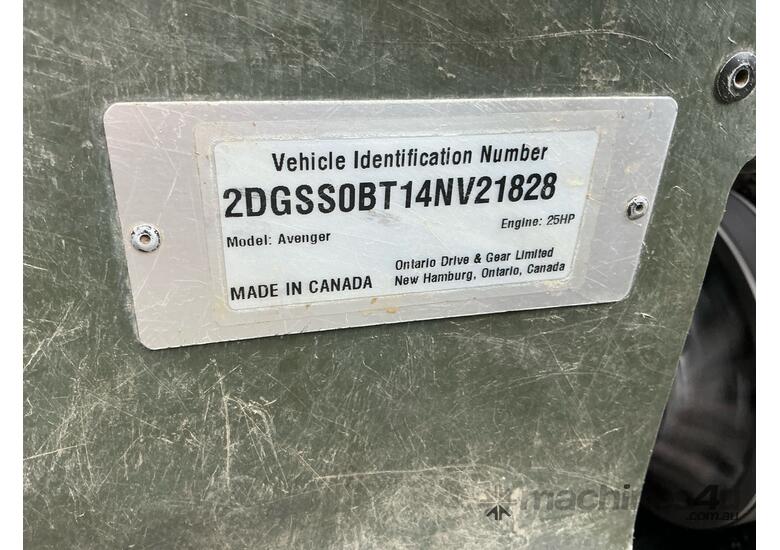 Vehicle Identification Number
2DGSS0BT14NV21828
Engine: 25HP
Model: Avenger
Ontario Drive & Gear Limited
New Hamburg, Ontario, Canada
MADE IN CANADA
machines4u
.com.au